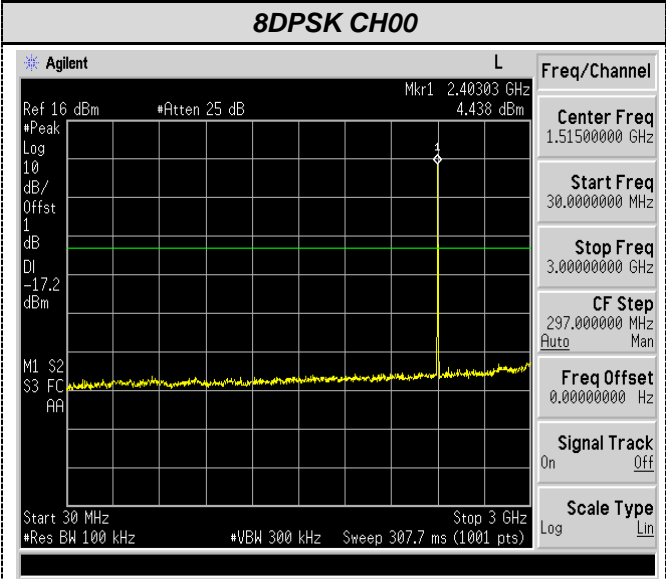 8DPSK CH00
Agilent L
Mkr1 2.40303 GHz
Ref 16 dBm #Atten 25 dB 4.438 dBm
#Peak
Log
10
dB/
Offst
1
dB
DI
-17.2
dBm
M1 S2
S3 FC
AA
1
Start 30 MHz Stop 3 GHz
#Res BW 100 kHz #VBW 300 kHz Sweep 307.7 ms (1001 pts)
Freq/Channel
Center Freq
1.51500000 GHz
Start Freq
30.0000000 MHz
Stop Freq
3.00000000 GHz
CF Step
297.000000 MHz
Auto Man
Freq Offset
0.00000000 Hz
Signal Track
On Off
Scale Type
Log Lin